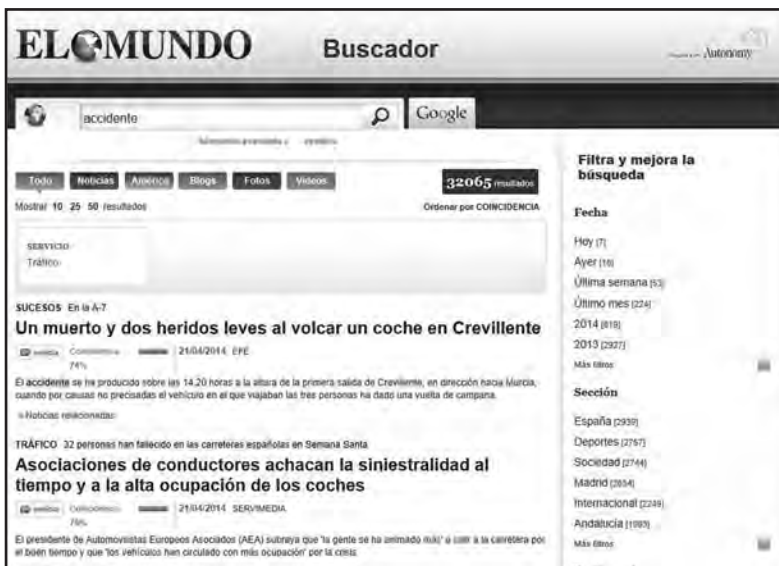 EL MUNDO
Buscador
Autonomy
accidente
Google
Todo Noticias América Blogs Fotos Videos
32065 resultados
Mostrar 10 25 50 resultados
Ordenar por COINCIDENCIA
SERVICIO
Tráfico
SUCESOS En la A-7
Un muerto y dos heridos leves al volcar un coche en Crevillente
noticia Coincidencia 21/04/2014 EFE
74%
El accidente se ha producido sobre las 14,20 horas a la altura de la primera salida de Crevillente, en dirección hacia Murcia,
cuando por causas no precisadas el vehículo en el que viajaban las tres personas ha dado una vuelta de campana.
Noticias relacionadas
TRÁFICO 32 personas han fallecido en las carreteras españolas en Semana Santa
Asociaciones de conductores achacan la siniestralidad al
tiempo y a la alta ocupación de los coches
noticia 21/04/2014 SERVIMEDIA
El presidente de Automovilistas Europeos Asociados (AEA) subraya que 'la gente se ha animado más' a salir a la carretera por
el buen tiempo y que 'los vehículos han circulado con más ocupación' por la crisis.
Filtra y mejora la
búsqueda
Fecha
Hoy [7]
Ayer [18]
Última semana [53]
Último mes [224]
2014 [819]
2013 [2927]
Más filtros
Sección
España [2939]
Deportes [2767]
Sociedad [2744]
Madrid
Internacional [2249]
Andalucía
Más filtros